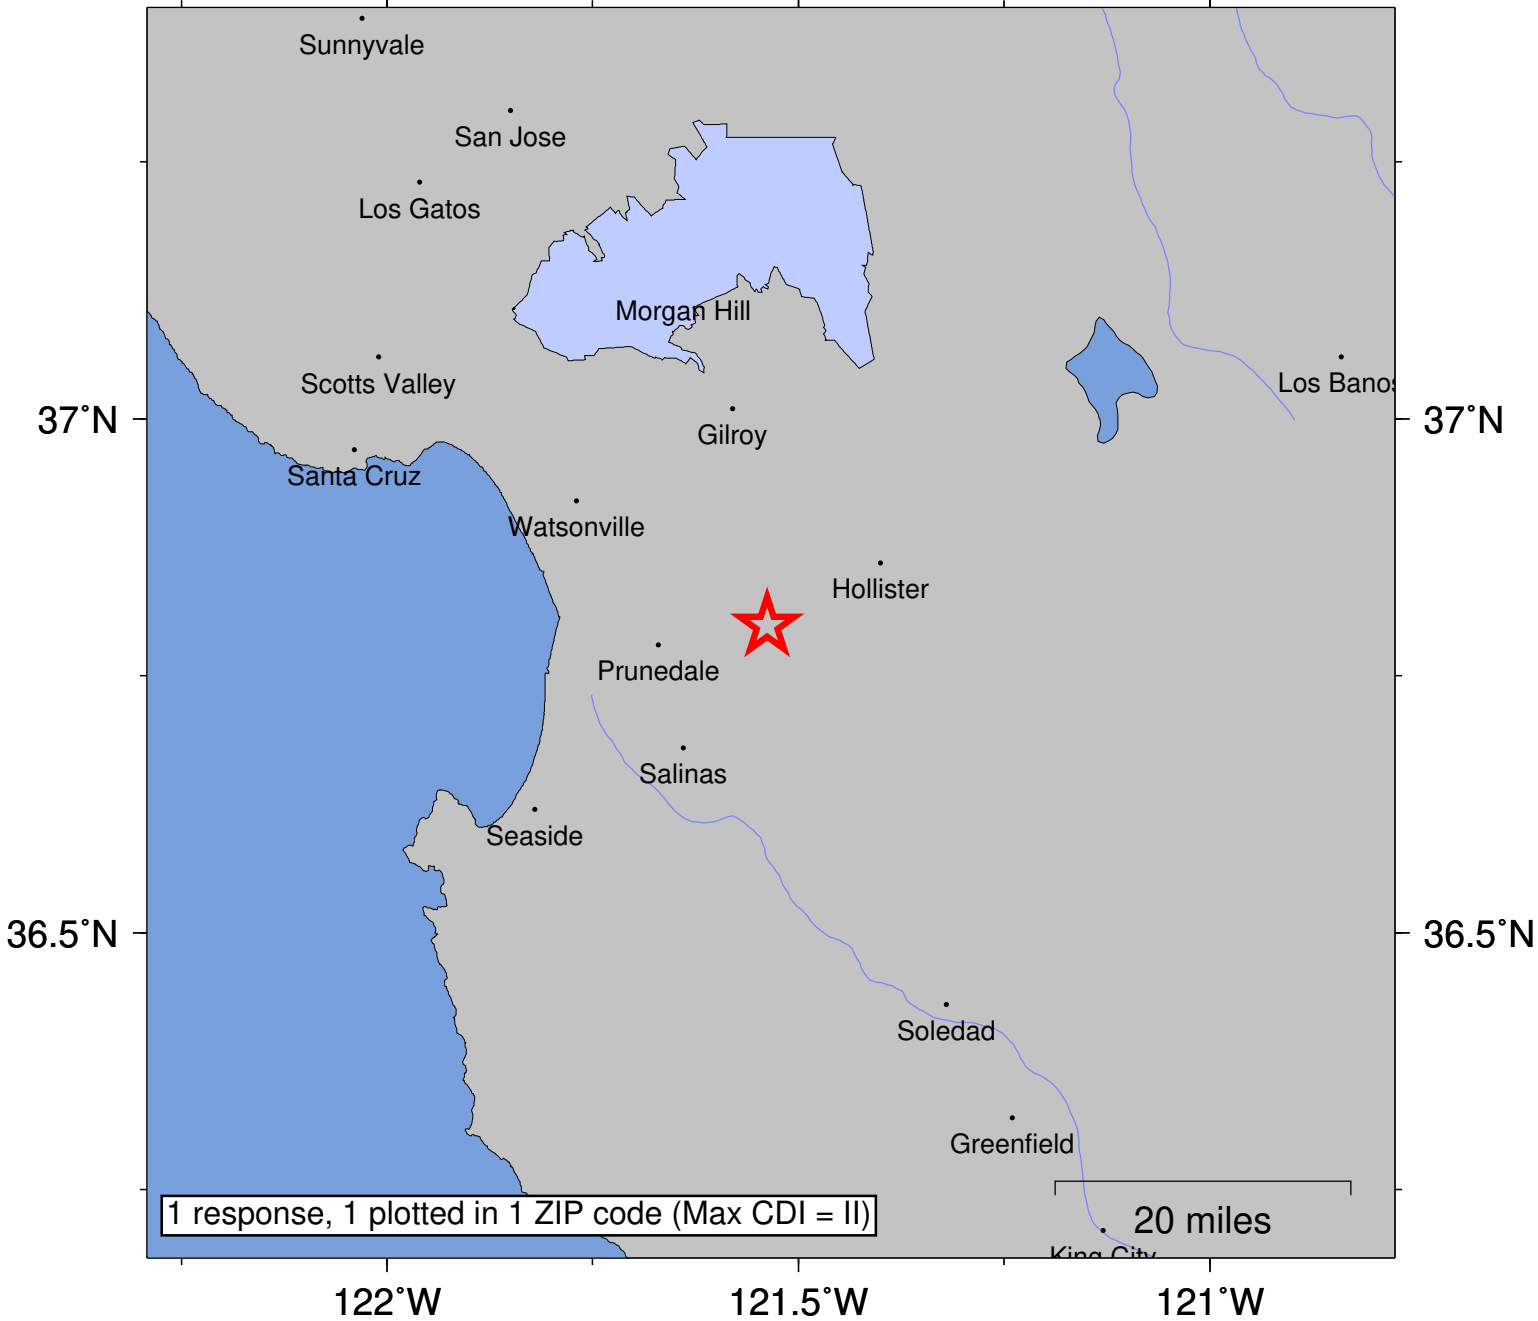 Sunnyvale
San Jose
Los Gatos
Morgan Hill
Scotts Valley
Los Banos
37°N
37°N
Gilroy
Santa Cruz
Watsonville
Hollister
Prunedale
Salinas
Seaside
36.5°N
36.5°N
Soledad
Greenfield
1 response, 1 plotted in 1 ZIP code (Max CDI = II)
20 miles
King City
122°W
121.5°W
121°W